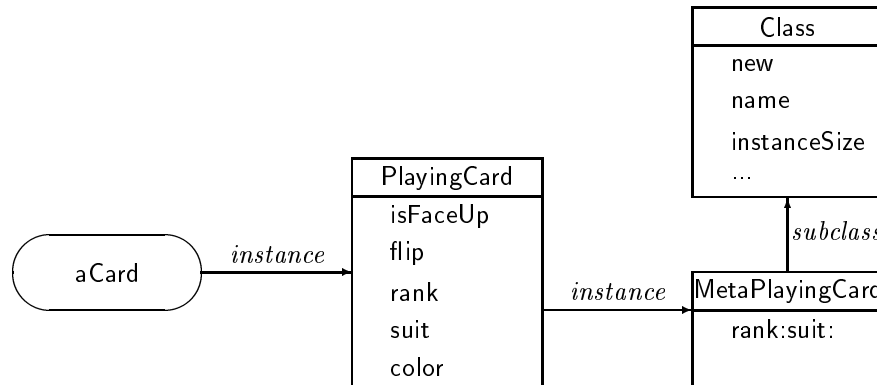 Class
new
name
instanceSize
...
PlayingCard
isFaceUp
flip
rank
suit
color
aCard
instance
instance
subclass
MetaPlayingCard
rank:suit: